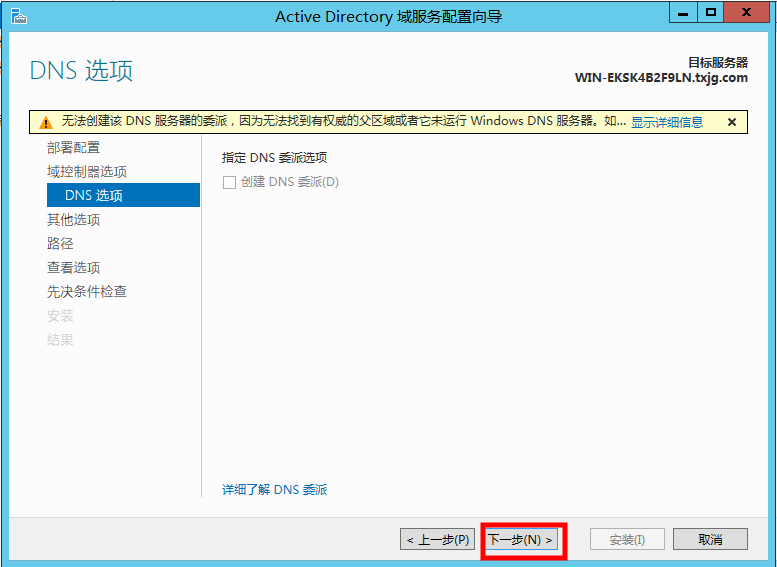 Active Directory 域服务配置向导
DNS 选项
目标服务器
WIN-EKSK4B2F9LN.txjg.com
无法创建该 DNS 服务器的委派，因为无法找到有权威的父区域或者它未运行 Windows DNS 服务器。如... 显示详细信息
部署配置
域控制器选项
DNS 选项
其他选项
路径
查看选项
先决条件检查
安装
结果
指定 DNS 委派选项
创建 DNS 委派(D)
详细了解 DNS 委派
< 上一步(P)
下一步(N) >
安装(I)
取消